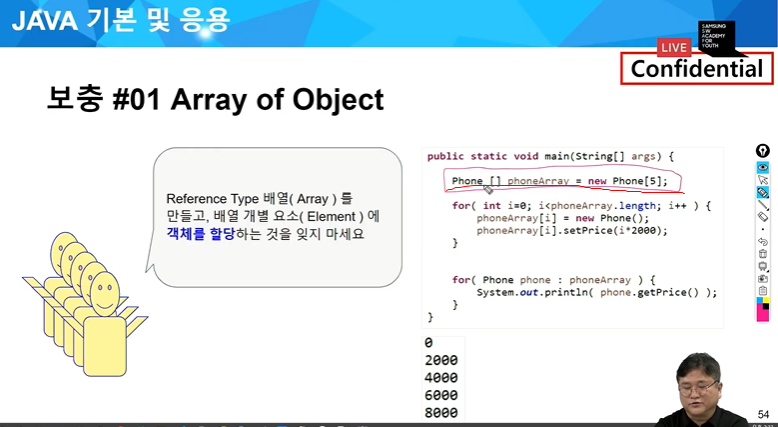 JAVA 기본 및 응용
SAMSUNG
SW
ACADEMY
FOR
YOUTH
LIVE
Confidential
보충 #01 Array of Object
Reference Type 배열( Array ) 를
만들고, 배열 개별 요소( Element ) 에
객체를 할당하는 것을 잊지 마세요
public static void main(String[] args) {
Phone [] phoneArray = new Phone[5];
for( int i=0; i<phoneArray.length; i++ ) {
phoneArray[i] = new Phone();
phoneArray[i].setPrice(i*2000);
}
for( Phone phone : phoneArray ) {
System.out.println( phone.getPrice() );
}
}
0
2000
4000
6000
8000
54